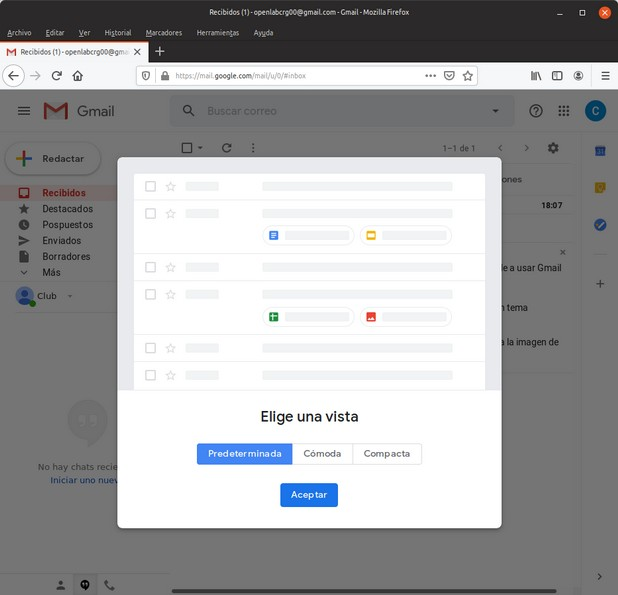 Recibidos (1) - openlabcrg00@gmail.com - Gmail - Mozilla Firefox
Archivo Editar Ver Historial Marcadores Herramientas Ayuda
Recibidos (1) - openlabcrg00@gma
https://mail.google.com/mail/u/0/#inbox
Gmail
Buscar correo
C
Redactar
1–1 de 1
Recibidos
ones
Destacados
18:07
Pospuestos
Enviados
Borradores
Más
e a usar Gmail
Club
tema
la imagen de
Elige una vista
Predeterminada Cómoda Compacta
No hay chats recie
Iniciar uno nuev
Aceptar